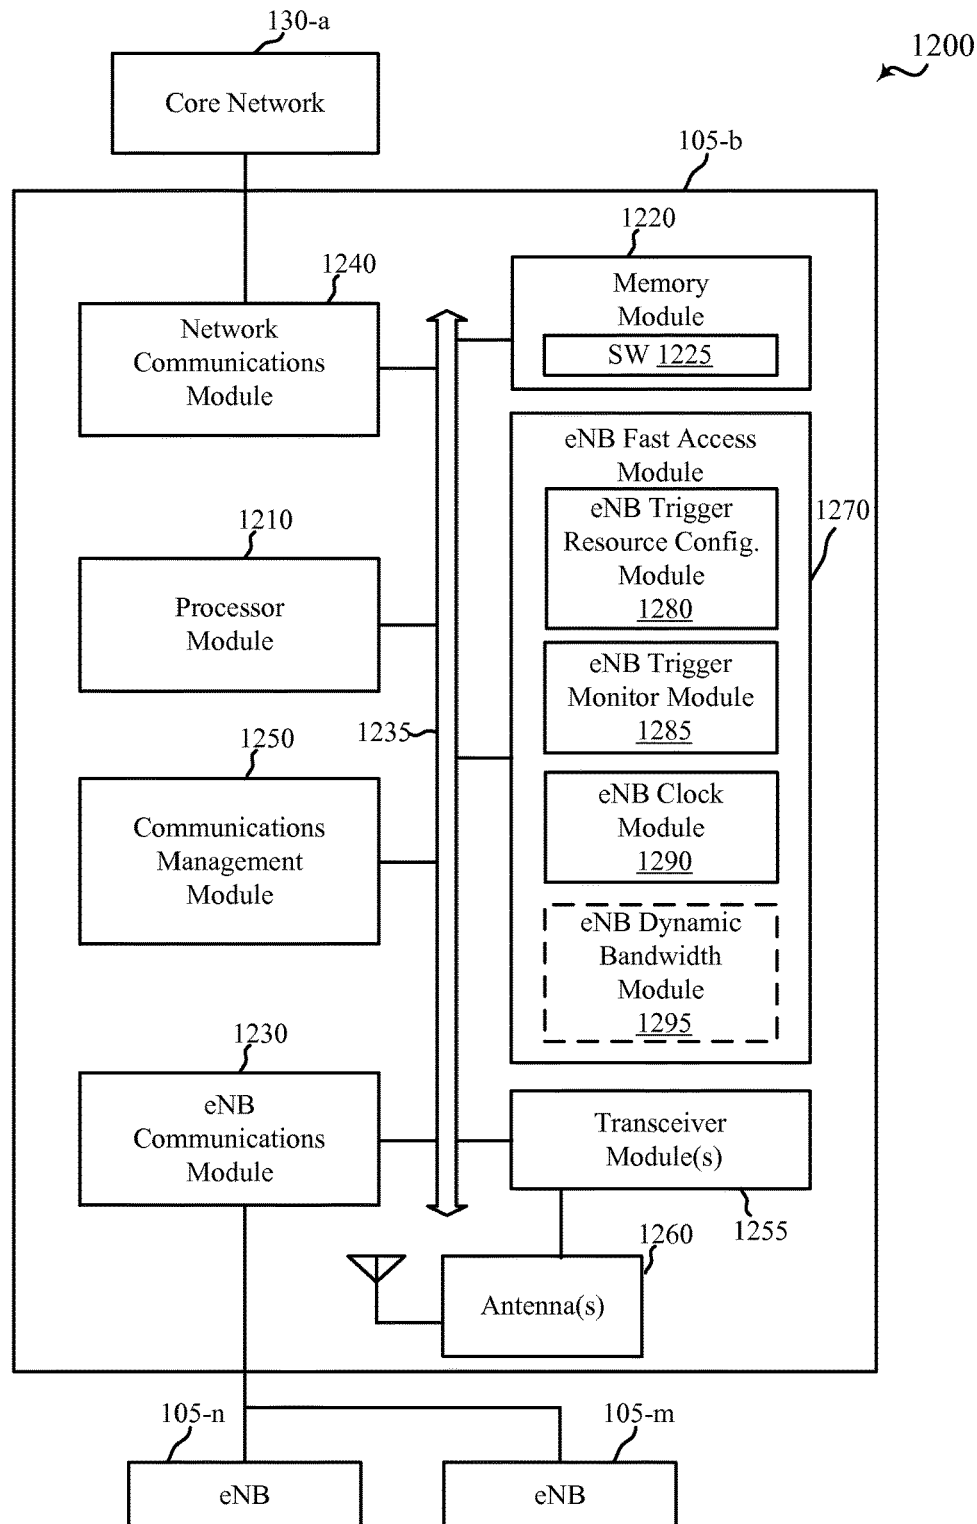 130-a
1200
Core Network
105-b
1220
1240
Memory
Module
SW 1225
Network
Communications
Module
eNB Fast Access
Module
1270
eNB Trigger
Resource Config.
Module
1280
1210
Processor
Module
eNB Trigger
Monitor Module
1285
1235
1250
Communications
Management
Module
eNB Clock
Module
1290
eNB Dynamic
Bandwidth
Module
1295
1230
eNB
Communications
Module
Transceiver
Module(s)
1255
1260
Antenna(s)
105-n
105-m
eNB
eNB